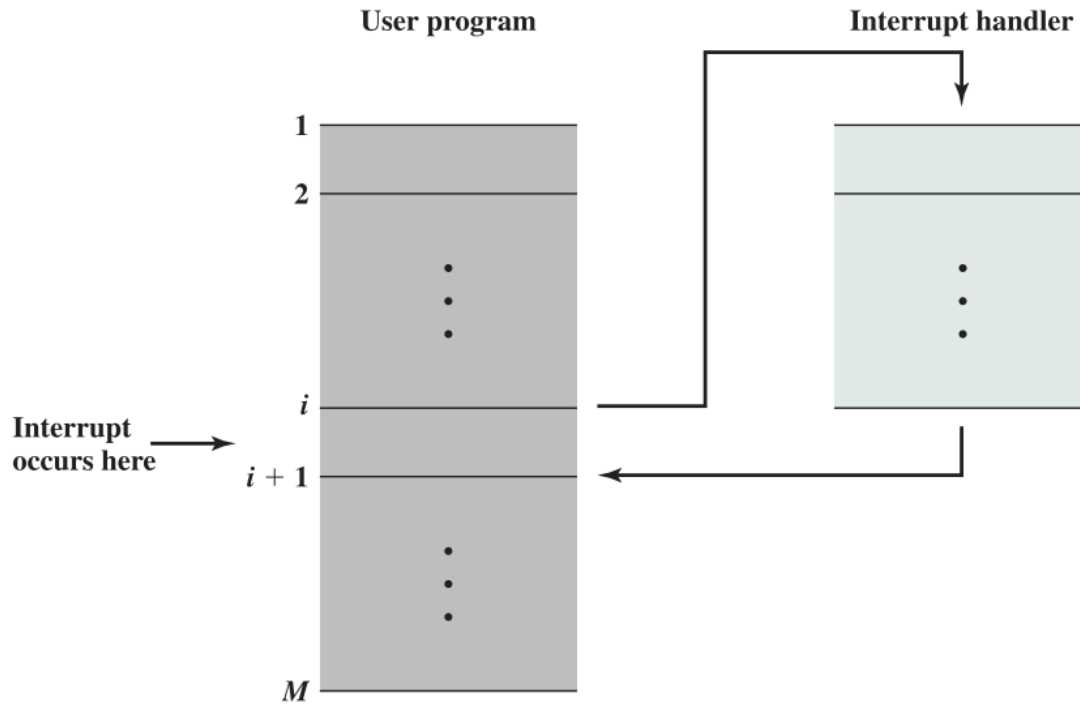 User program
Interrupt handler
1
2
i
Interrupt
occurs here
i + 1
M